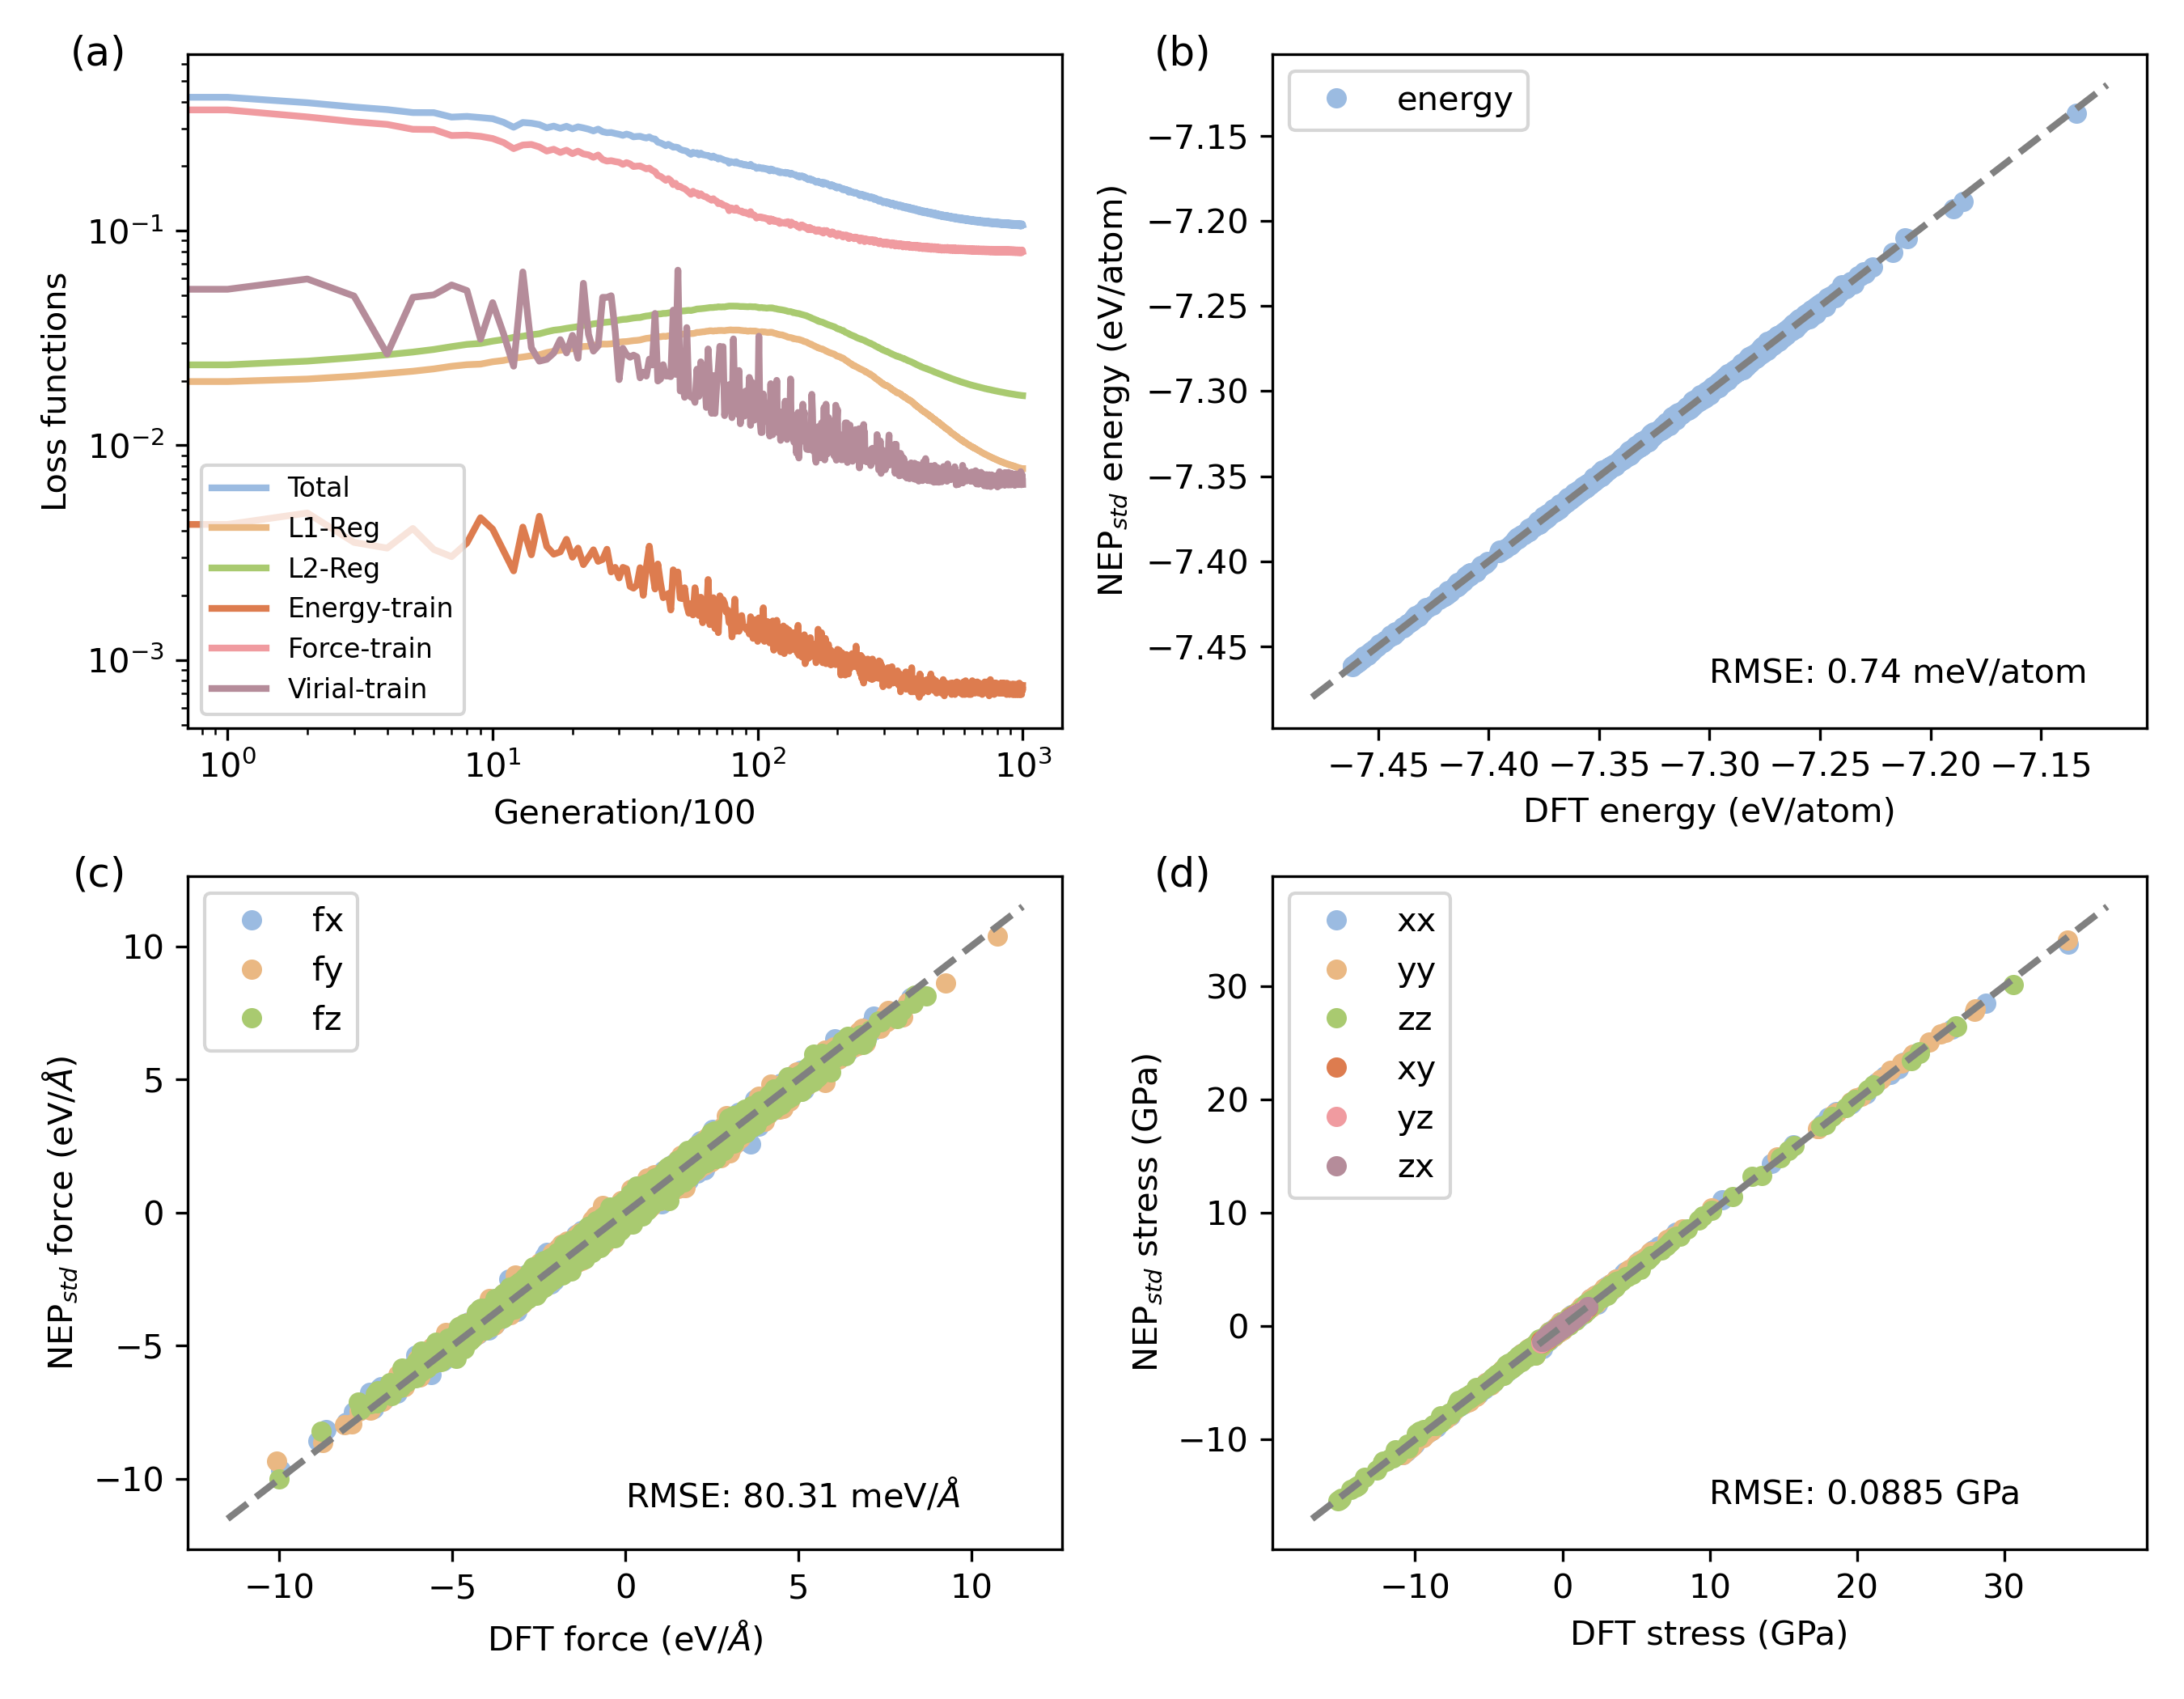 (a)
Loss functions
10⁻¹
10⁻²
10⁻³
Total
L1-Reg
L2-Reg
Energy-train
Force-train
Virial-train
10⁰ 10¹ 10² 10³
Generation/100
(b)
NEP_std energy (eV/atom)
energy
−7.15
−7.20
−7.25
−7.30
−7.35
−7.40
−7.45
RMSE: 0.74 meV/atom
−7.45 −7.40 −7.35 −7.30 −7.25 −7.20 −7.15
DFT energy (eV/atom)
(c)
NEP_std force (eV/Å)
fx
fy
fz
10
5
0
−5
−10
RMSE: 80.31 meV/Å
−10 −5 0 5 10
DFT force (eV/Å)
(d)
NEP_std stress (GPa)
xx
yy
zz
xy
yz
zx
30
20
10
0
−10
RMSE: 0.0885 GPa
−10 0 10 20 30
DFT stress (GPa)